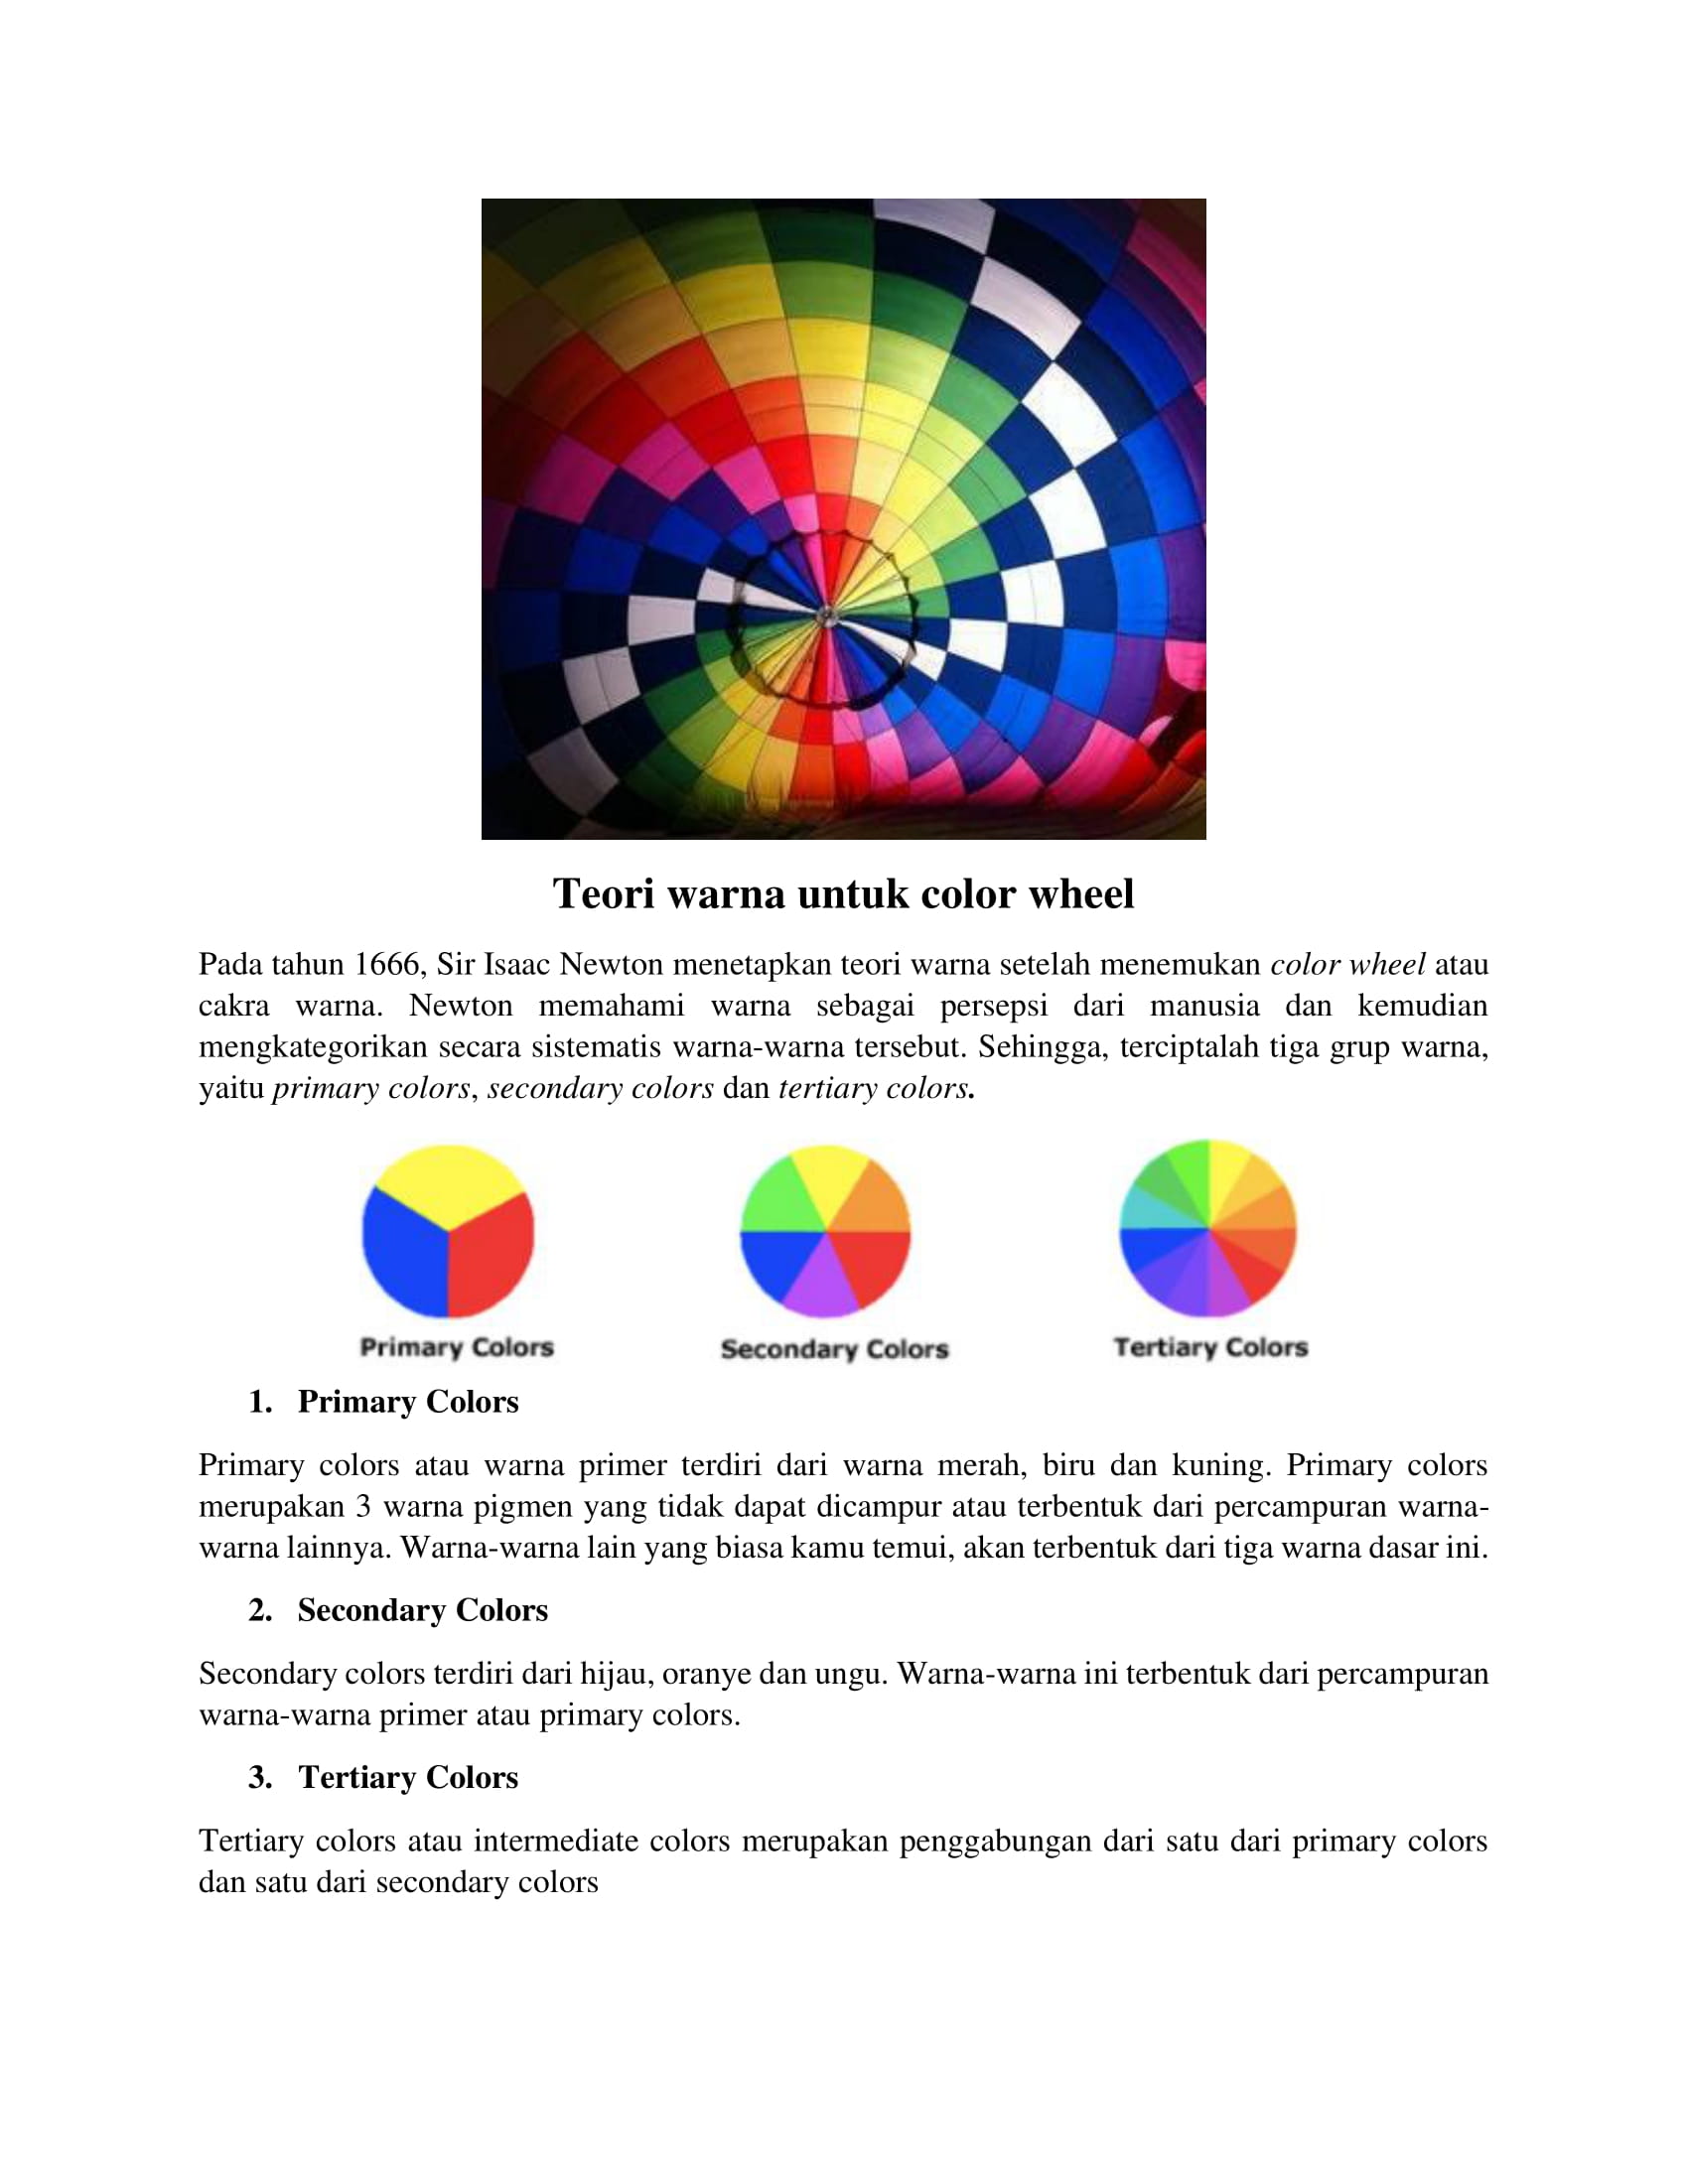 Teori warna untuk color wheel
Pada tahun 1666, Sir Isaac Newton menetapkan teori warna setelah menemukan color wheel atau
cakra warna. Newton memahami warna sebagai persepsi dari manusia dan kemudian
mengkategorikan secara sistematis warna-warna tersebut. Sehingga, terciptalah tiga grup warna,
yaitu primary colors, secondary colors dan tertiary colors.
Primary Colors
Secondary Colors
Tertiary Colors
1. Primary Colors
Primary colors atau warna primer terdiri dari warna merah, biru dan kuning. Primary colors
merupakan 3 warna pigmen yang tidak dapat dicampur atau terbentuk dari percampuran warna-
warna lainnya. Warna-warna lain yang biasa kamu temui, akan terbentuk dari tiga warna dasar ini.
2. Secondary Colors
Secondary colors terdiri dari hijau, oranye dan ungu. Warna-warna ini terbentuk dari percampuran
warna-warna primer atau primary colors.
3. Tertiary Colors
Tertiary colors atau intermediate colors merupakan penggabungan dari satu dari primary colors
dan satu dari secondary colors